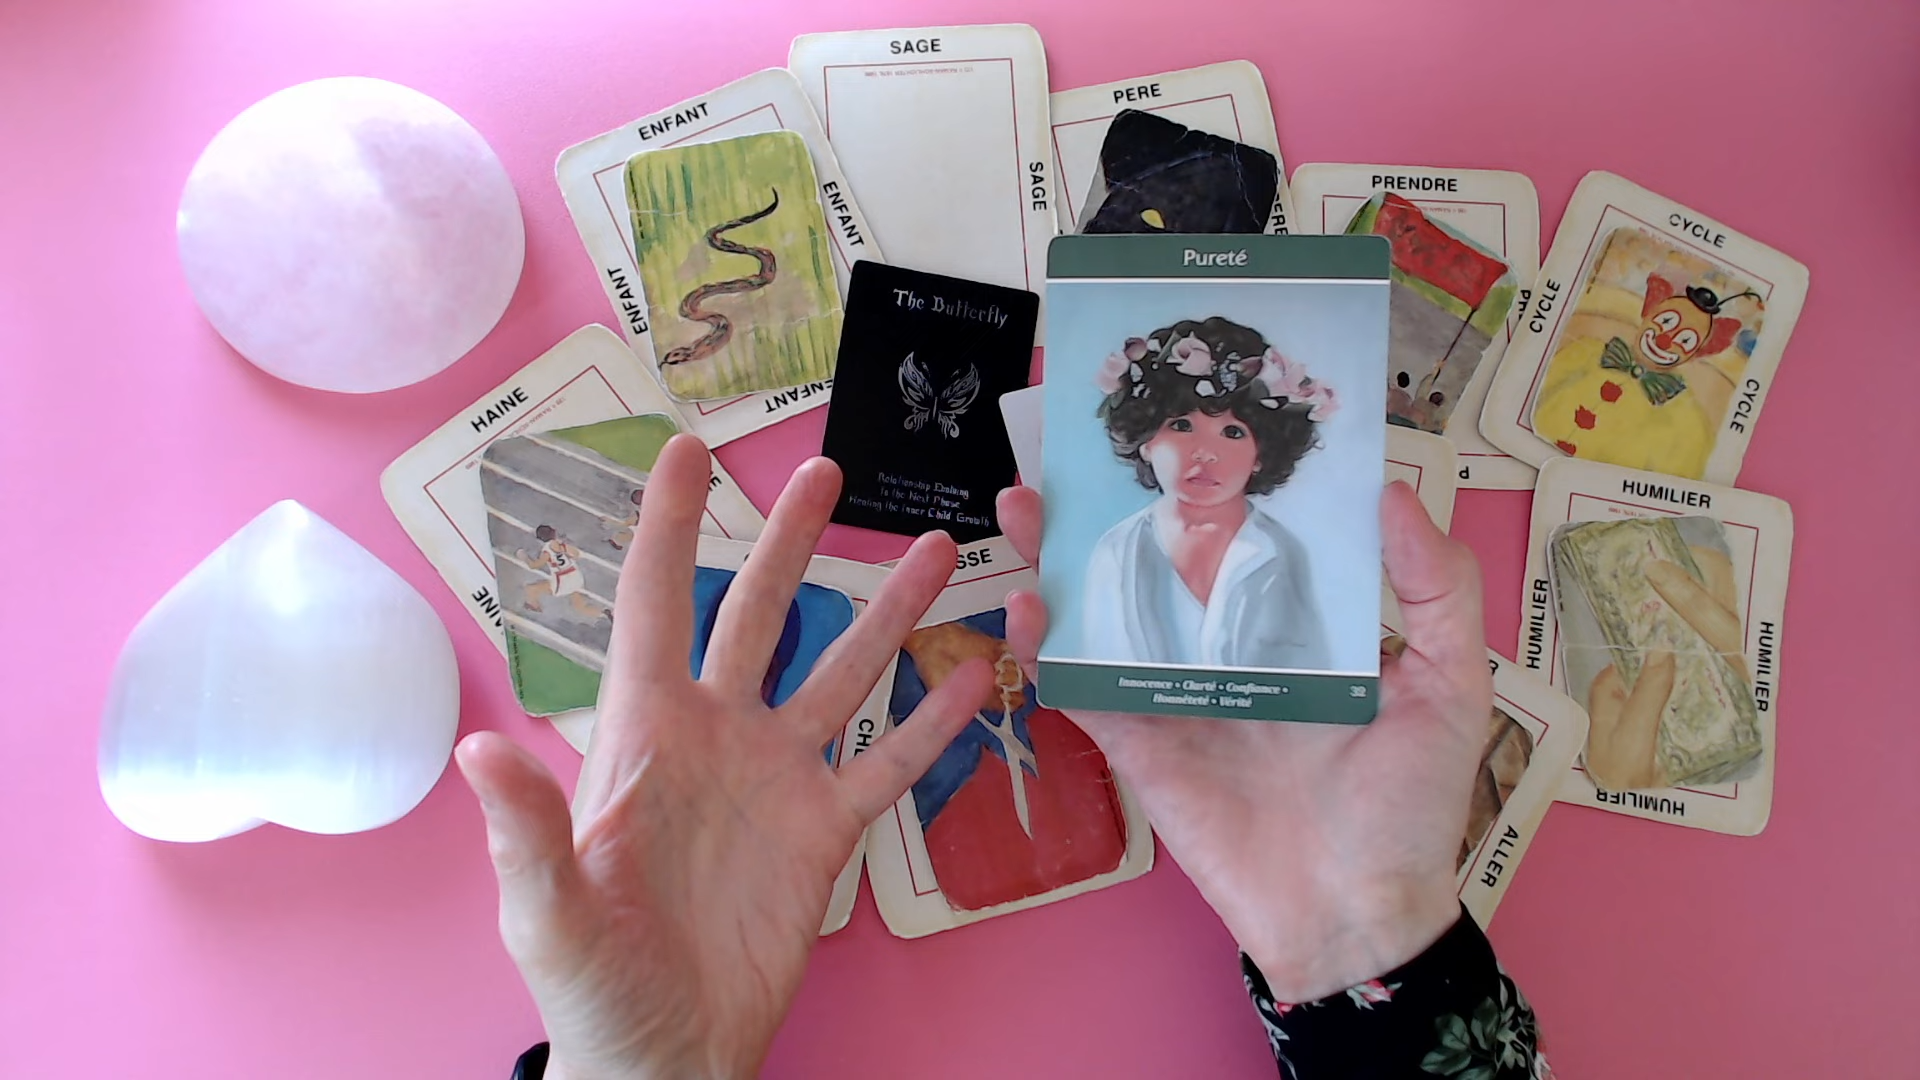 SAGE
SAGE
ENFANT
ENFANT
ENFANT
ENFANT
PERE
PRENDRE
CYCLE
CYCLE
CYCLE
The Butterfly
Relationship Evolving
To the Next Phase
Healing the Inner Child Growth
Pureté
Innocence • Clarté • Confiance •
Honnêteté • Vérité
32
HAINE
HUMILIER
HUMILIER
HUMILIER
HUMILIER
ALLER